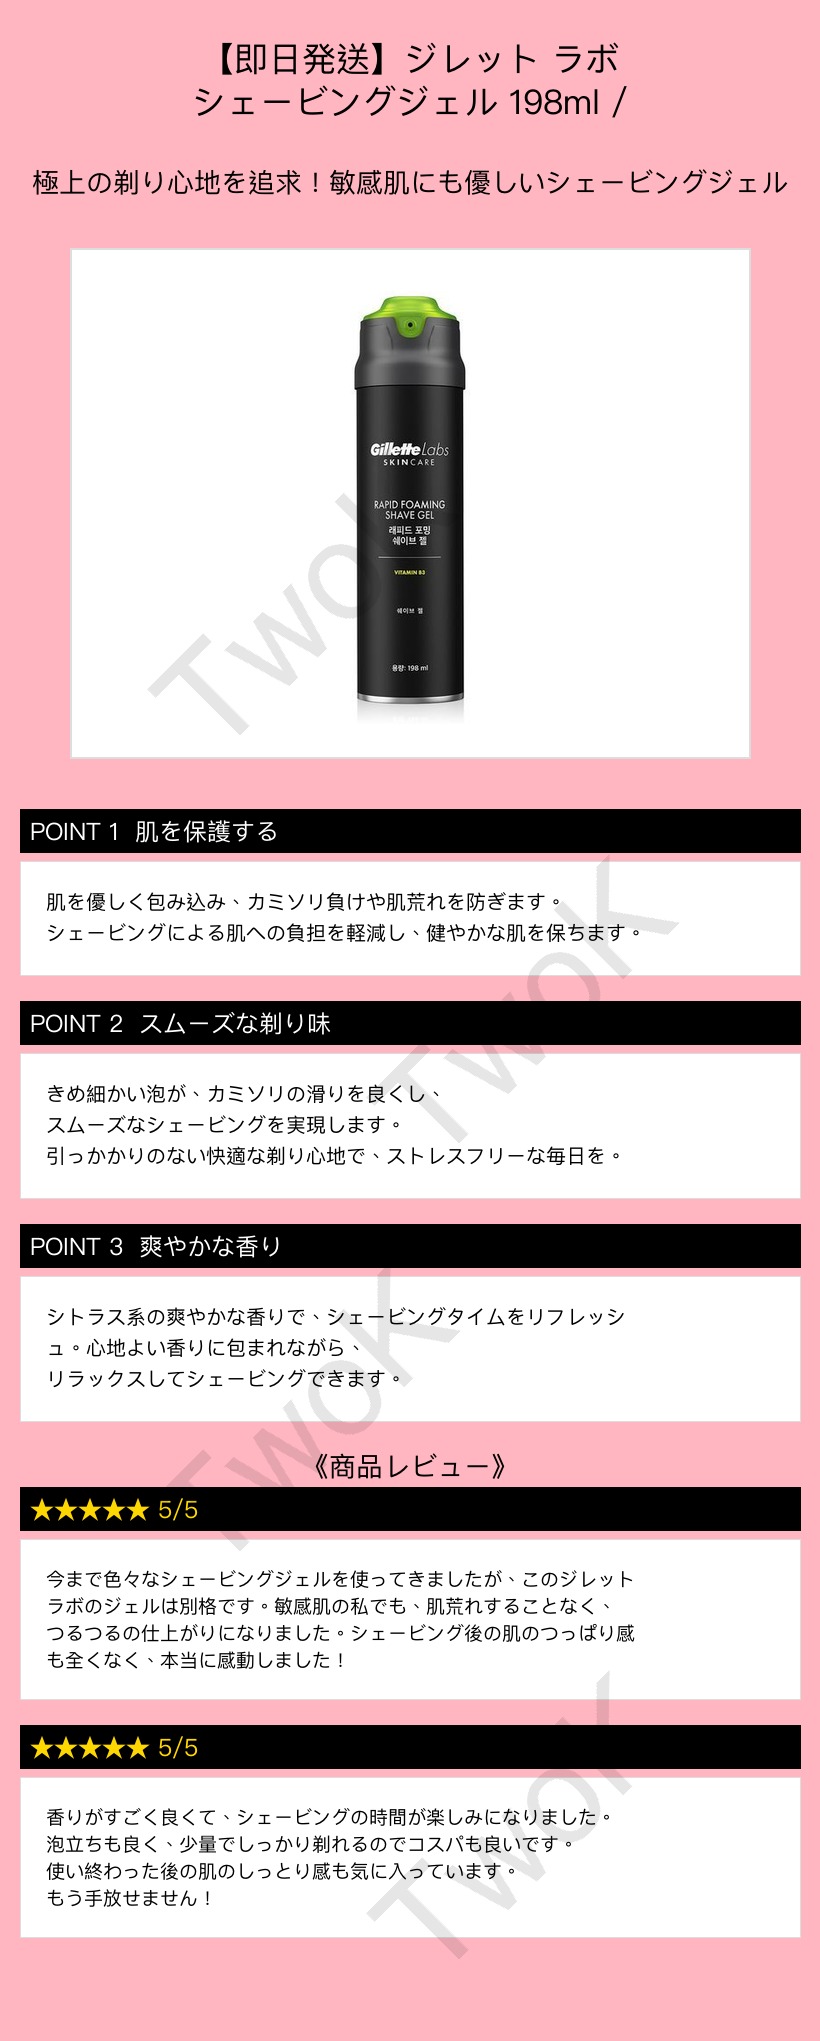 【即日発送】ジレット ラボ
シェービングジェル 198ml /
極上の剃り心地を追求！敏感肌にも優しいシェービングジェル
Gillette Labs
SKINCARE
RAPID FOAMING
SHAVE GEL
래피드 포밍
쉐이브 젤
VITAMIN B3
쉐이브 젤
용량: 198 ml
TwoK
POINT 1 肌を保護する
肌を優しく包み込み、カミソリ負けや肌荒れを防ぎます。
シェービングによる肌への負担を軽減し、健やかな肌を保ちます。
TwoK
POINT 2 スムーズな剃り味
きめ細かい泡が、カミソリの滑りを良くし、
スムーズなシェービングを実現します。
引っかかりのない快適な剃り心地で、ストレスフリーな毎日を。
POINT 3 爽やかな香り
シトラス系の爽やかな香りで、シェービングタイムをリフレッシ
ュ。心地よい香りに包まれながら、
リラックスしてシェービングできます。
TwoK
《商品レビュー》
★★★★★ 5/5
今まで色々なシェービングジェルを使ってきましたが、このジレット
ラボのジェルは別格です。敏感肌の私でも、肌荒れすることなく、
つるつるの仕上がりになりました。シェービング後の肌のつっぱり感
も全くなく、本当に感動しました！
★★★★★ 5/5
香りがすごく良くて、シェービングの時間が楽しみになりました。
泡立ちも良く、少量でしっかり剃れるのでコスパも良いです。
使い終わった後の肌のしっとり感も気に入っています。
もう手放せません！
TwoK